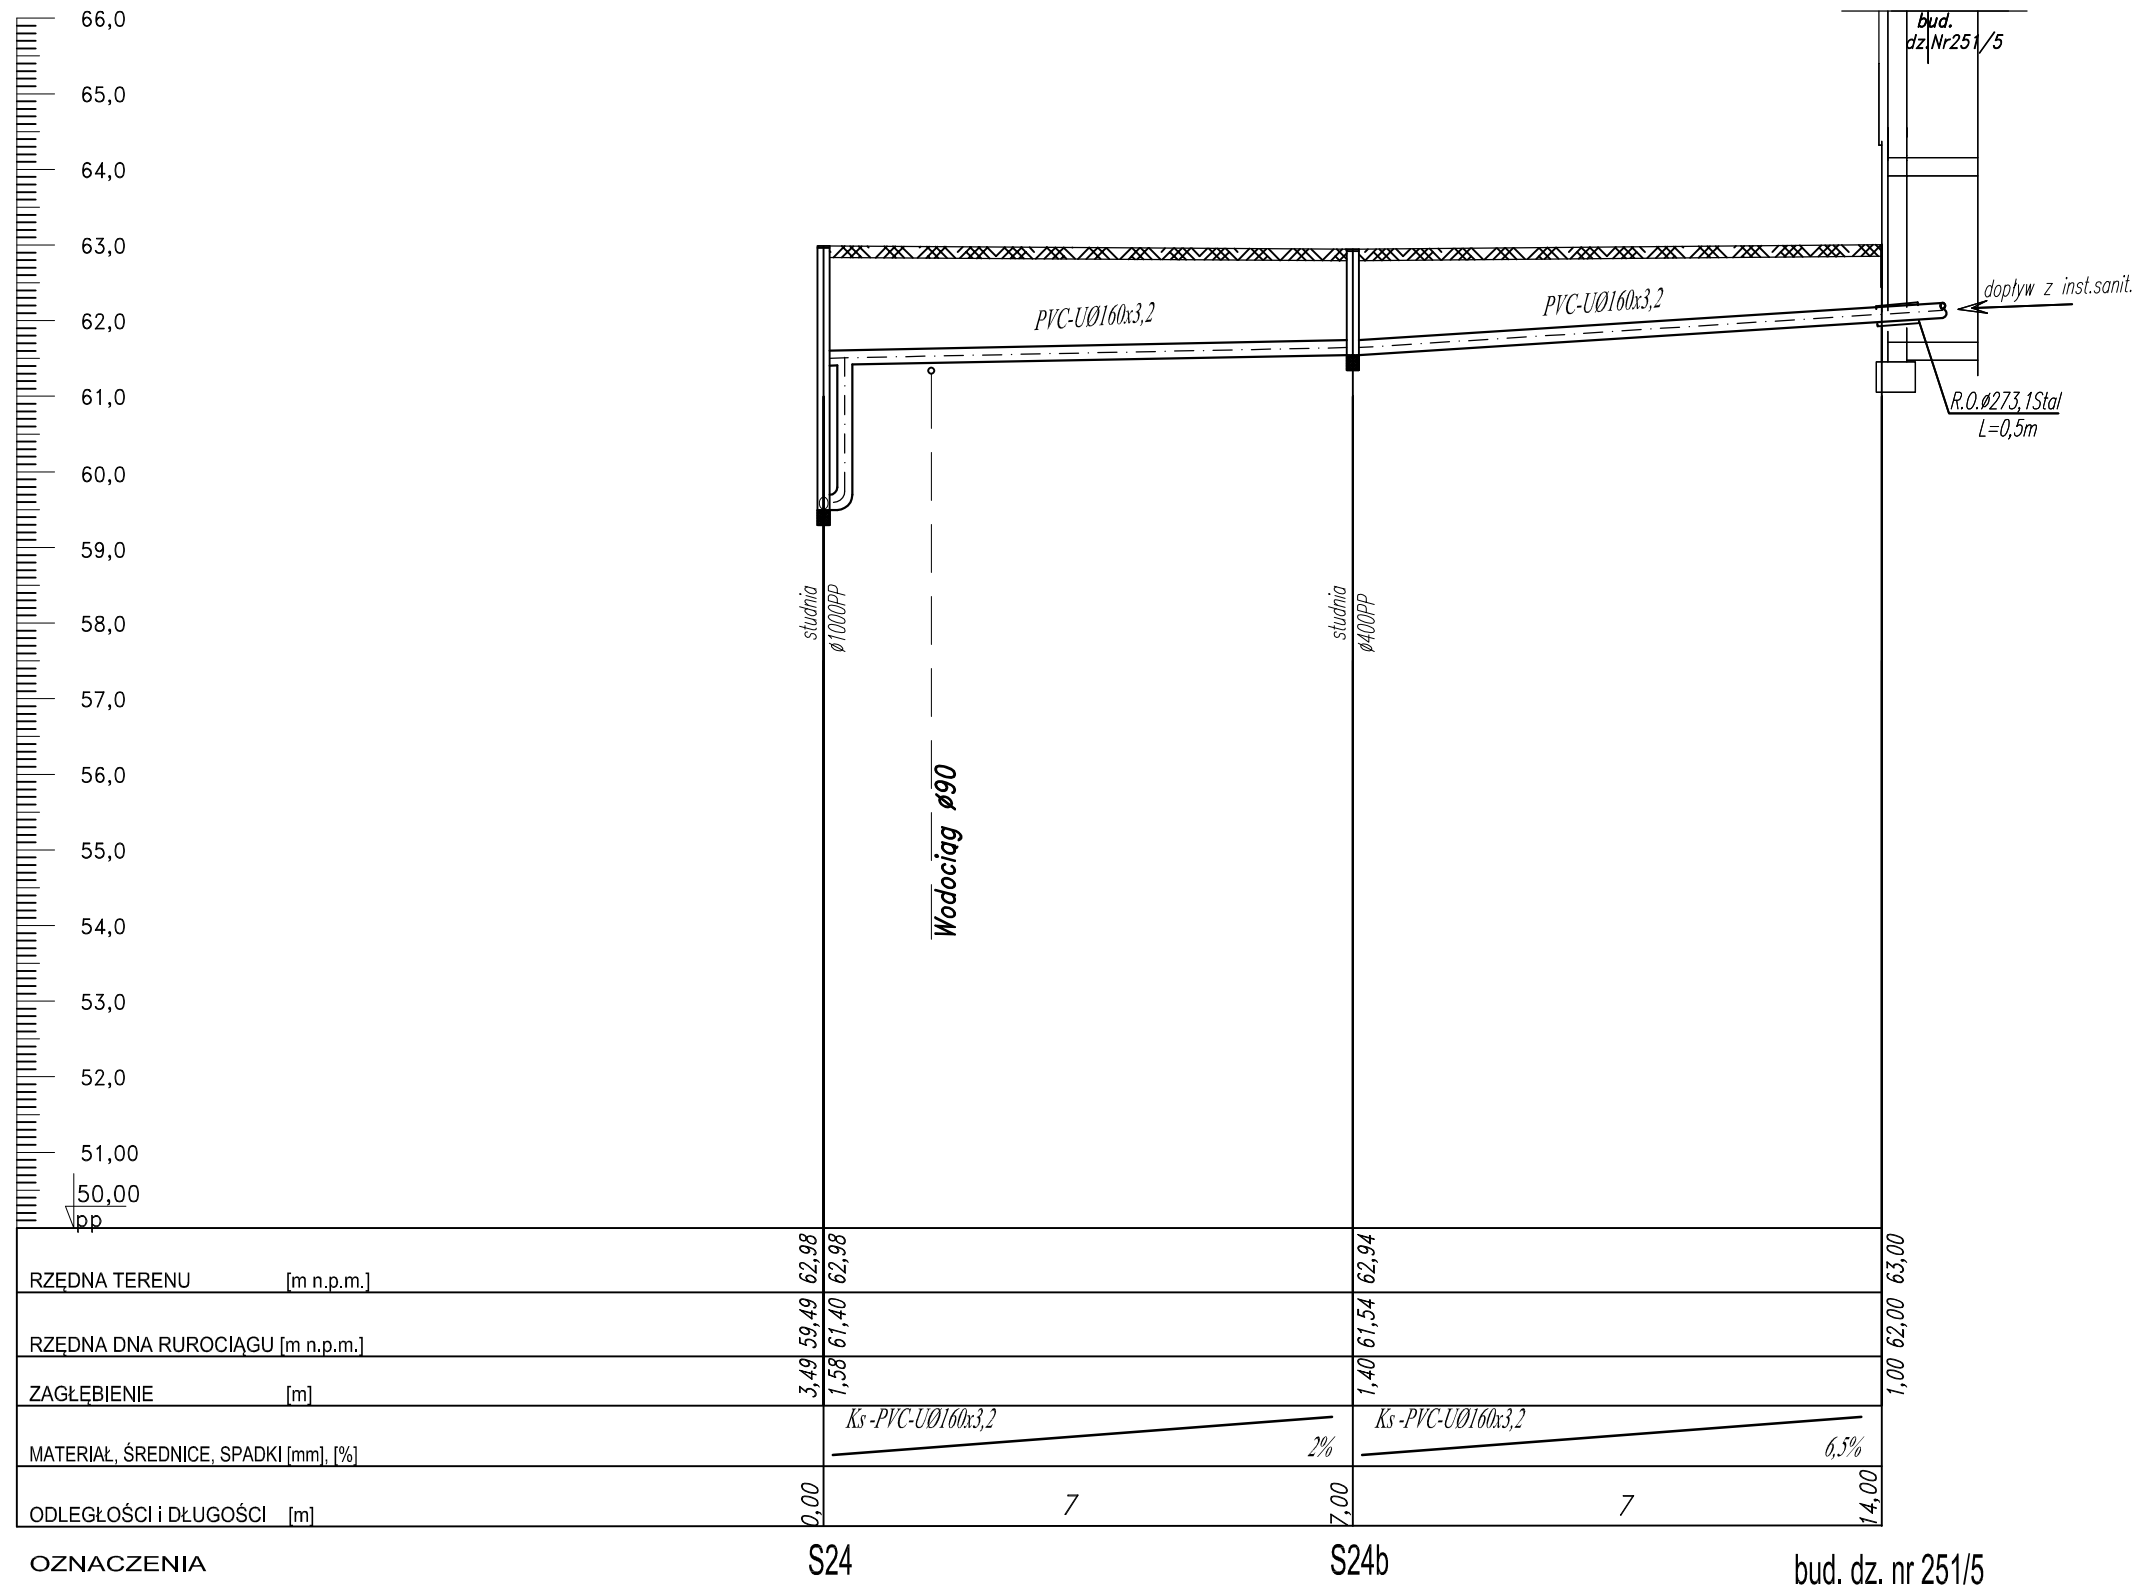 66,0
65,0
64,0
63,0
62,0
61,0
60,0
59,0
58,0
57,0
56,0
55,0
54,0
53,0
52,0
51,00
50,00
pp
bud.
dz.Nr251/5
PVC-UØ160x3,2
PVC-UØ160x3,2
dopływ z inst.sanit.
R.O.ø273,1Stal
L=0,5m
studnia
ø1000PP
studnia
ø400PP
Wodociąg ø90
RZĘDNA TERENU [m n.p.m.] 62,98 62,98 62,94 63,00
RZĘDNA DNA RUROCIĄGU [m n.p.m.] 59,49 61,40 61,54 62,00
ZAGŁĘBIENIE [m] 3,49 1,58 1,40 1,00
MATERIAŁ, ŚREDNICE, SPADKI [mm], [%] Ks -PVC-UØ160x3,2 2% Ks -PVC-UØ160x3,2 6,5%
ODLEGŁOŚCI i DŁUGOŚCI [m] 0,00 7 7,00 7 14,00
OZNACZENIA S24 S24b bud. dz. nr 251/5